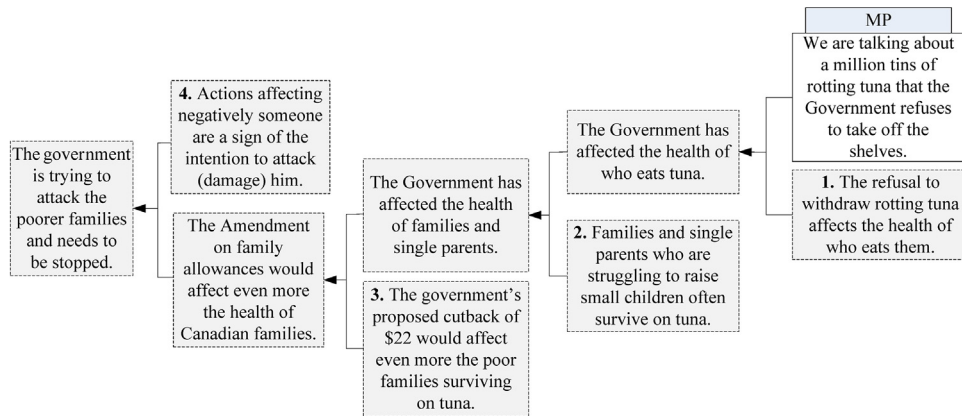 MP
We are talking about
a million tins of
rotting tuna that the
Government refuses
to take off the
shelves.
1. The refusal to
withdraw rotting tuna
affects the health of
who eats them.
The Government has
affected the health of
who eats tuna.
2. Families and single
parents who are
struggling to raise
small children often
survive on tuna.
The Government has
affected the health
of families and
single parents.
3. The government’s
proposed cutback of
$22 would affect
even more the poor
families surviving
on tuna.
4. Actions affecting
negatively someone
are a sign of the
intention to attack
(damage) him.
The Amendment
on family
allowances would
affect even more
the health of
Canadian families.
The government
is trying to
attack the
poorer families
and needs to
be stopped.